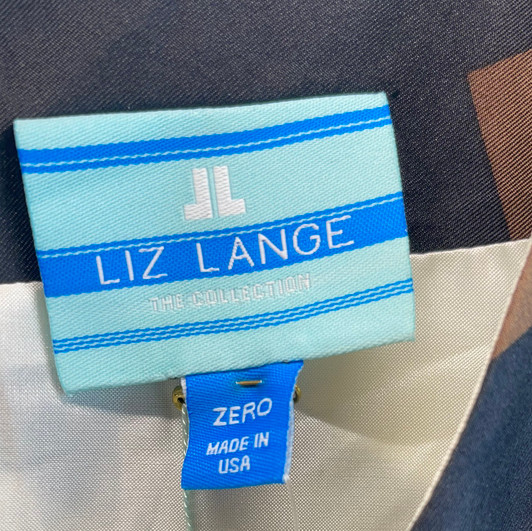 LIZ LANGE
THE COLLECTION
ZERO
MADE IN
USA